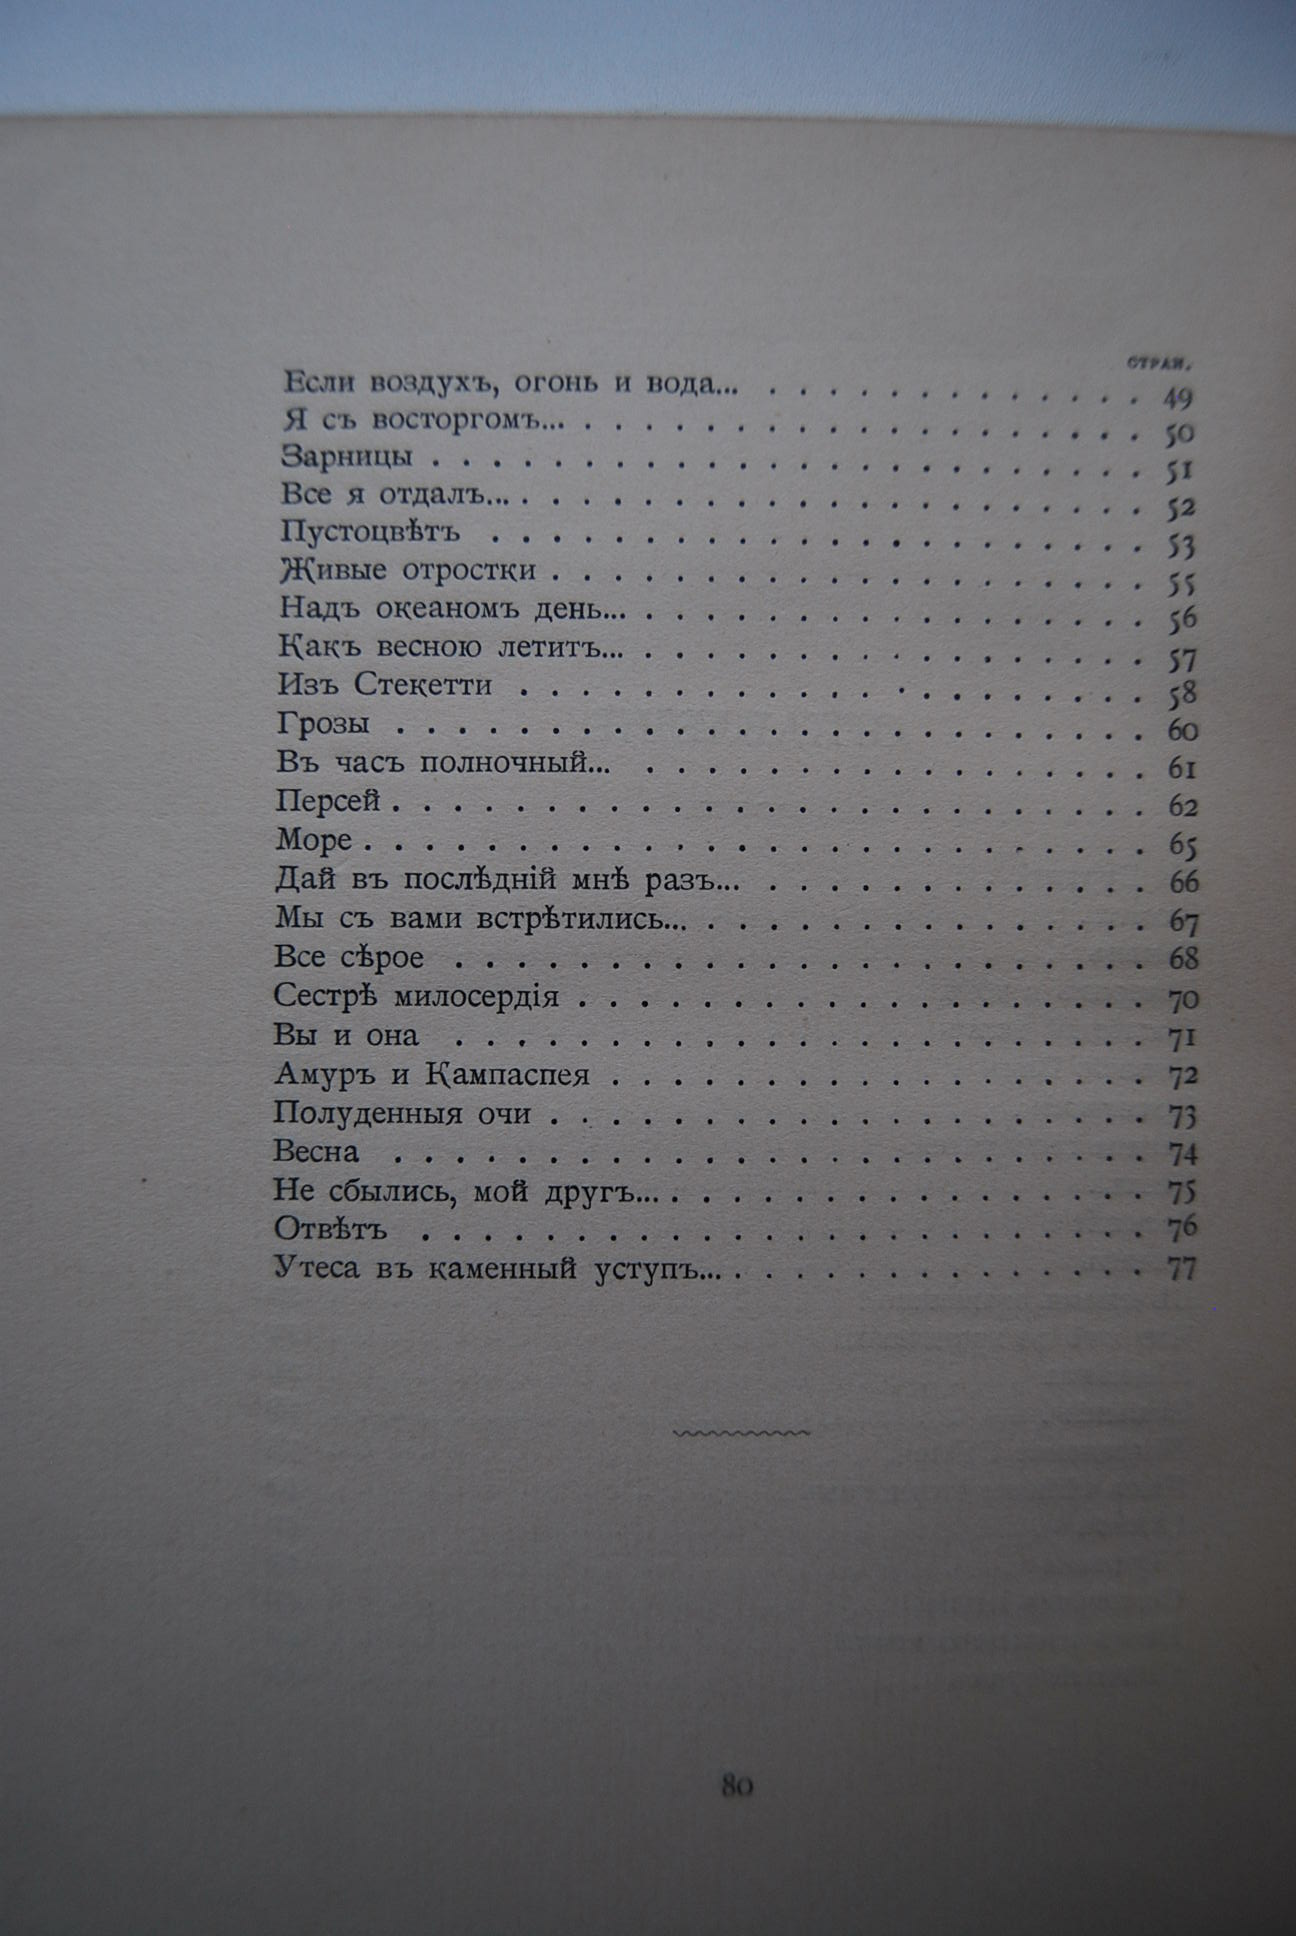 СТРАН.
Если воздухъ, огонь и вода... . . . . . . . . . . . . . 49
Я съ восторгомъ... . . . . . . . . . . . . . . . . . . 50
Зарницы . . . . . . . . . . . . . . . . . . . . . . . 51
Все я отдалъ... . . . . . . . . . . . . . . . . . . . . 52
Пустоцвѣтъ . . . . . . . . . . . . . . . . . . . . . 53
Живые отростки . . . . . . . . . . . . . . . . . . . 55
Надъ океаномъ день... . . . . . . . . . . . . . . . . 56
Какъ весною летитъ... . . . . . . . . . . . . . . . . 57
Изъ Стекетти . . . . . . . . . . . . . . . . . . . . 58
Грозы . . . . . . . . . . . . . . . . . . . . . . . . 60
Въ часъ полночный... . . . . . . . . . . . . . . . . 61
Персей . . . . . . . . . . . . . . . . . . . . . . . . 62
Море . . . . . . . . . . . . . . . . . . . . . . . . . 65
Дай въ послѣдній мнѣ разъ... . . . . . . . . . . . . 66
Мы съ вами встрѣтились... . . . . . . . . . . . . . . 67
Все сѣрое . . . . . . . . . . . . . . . . . . . . . . 68
Сестрѣ милосердія . . . . . . . . . . . . . . . . . . 70
Вы и она . . . . . . . . . . . . . . . . . . . . . . 71
Амуръ и Кампаспея . . . . . . . . . . . . . . . . . 72
Полуденныя очи . . . . . . . . . . . . . . . . . . . 73
Весна . . . . . . . . . . . . . . . . . . . . . . . . 74
Не сбылись, мой другъ... . . . . . . . . . . . . . . . 75
Отвѣтъ . . . . . . . . . . . . . . . . . . . . . . . 76
Утеса въ каменный уступъ... . . . . . . . . . . . . . 77
80